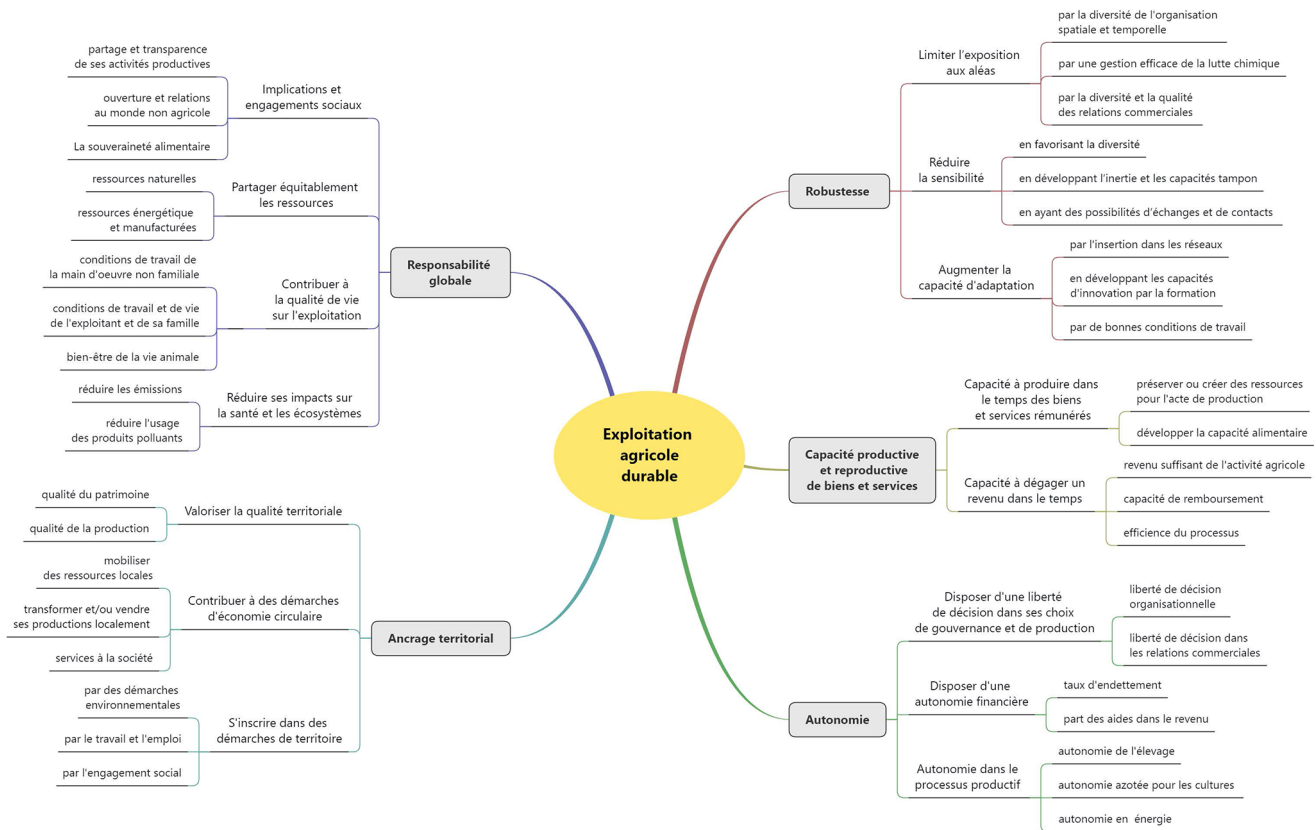 Exploitation
agricole
durable
Robustesse
Limiter l'exposition
aux aléas
par la diversité de l'organisation
spatiale et temporelle
par une gestion efficace de la lutte chimique
par la diversité et la qualité
des relations commerciales
Réduire
la sensibilité
en favorisant la diversité
en développant l'inertie et les capacités tampon
en ayant des possibilités d'échanges et de contacts
Augmenter la
capacité d'adaptation
par l'insertion dans les réseaux
en développant les capacités
d'innovation par la formation
par de bonnes conditions de travail
Capacité productive
et reproductive
de biens et services
Capacité à produire dans
le temps des biens
et services rémunérés
préserver ou créer des ressources
pour l'acte de production
développer la capacité alimentaire
Capacité à dégager un
revenu dans le temps
revenu suffisant de l'activité agricole
capacité de remboursement
efficience du processus
Autonomie
Disposer d'une liberté
de décision dans ses choix
de gouvernance et de production
liberté de décision
organisationnelle
liberté de décision dans
les relations commerciales
Disposer d'une
autonomie financière
taux d'endettement
part des aides dans le revenu
Autonomie dans le
processus productif
autonomie de l'élevage
autonomie azotée pour les cultures
autonomie en énergie
Responsabilité
globale
Implications et
engagements sociaux
partage et transparence
de ses activités productives
ouverture et relations
au monde non agricole
La souveraineté alimentaire
Partager équitablement
les ressources
ressources naturelles
ressources énergétique
et manufacturées
Contribuer à
la qualité de vie
sur l'exploitation
conditions de travail de
la main d'oeuvre non familiale
conditions de travail et de vie
de l'exploitant et de sa famille
bien-être de la vie animale
Réduire ses impacts sur
la santé et les écosystèmes
réduire les émissions
réduire l'usage
des produits polluants
Ancrage territorial
Valoriser la qualité territoriale
qualité du patrimoine
qualité de la production
Contribuer à des démarches
d'économie circulaire
mobiliser
des ressources locales
transformer et/ou vendre
ses productions localement
services à la société
S'inscrire dans des
démarches de territoire
par des démarches
environnementales
par le travail et l'emploi
par l'engagement social